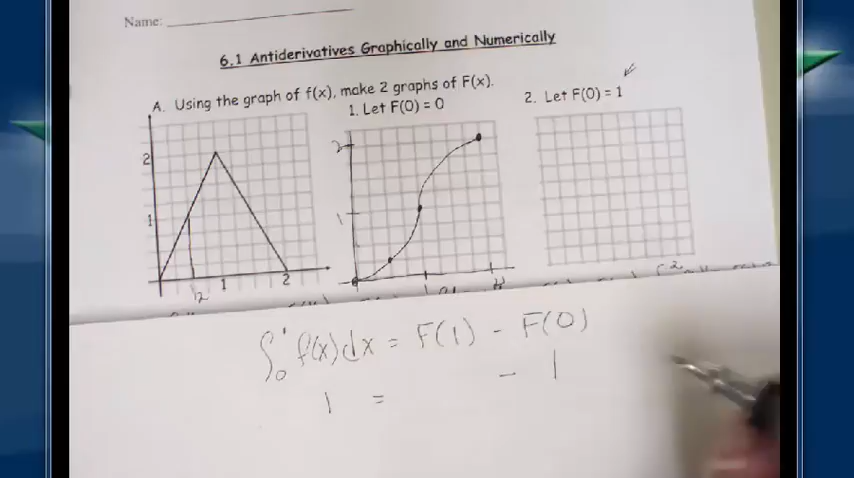 Name:
6.1 Antiderivatives Graphically and Numerically
A. Using the graph of f(x), make 2 graphs of F(x).
1. Let F(0) = 0
2. Let F(0) = 1
2
1
1/2
1
2
2
1
1
∫₀¹ f(x)dx = F(1) - F(0)
1 = - 1